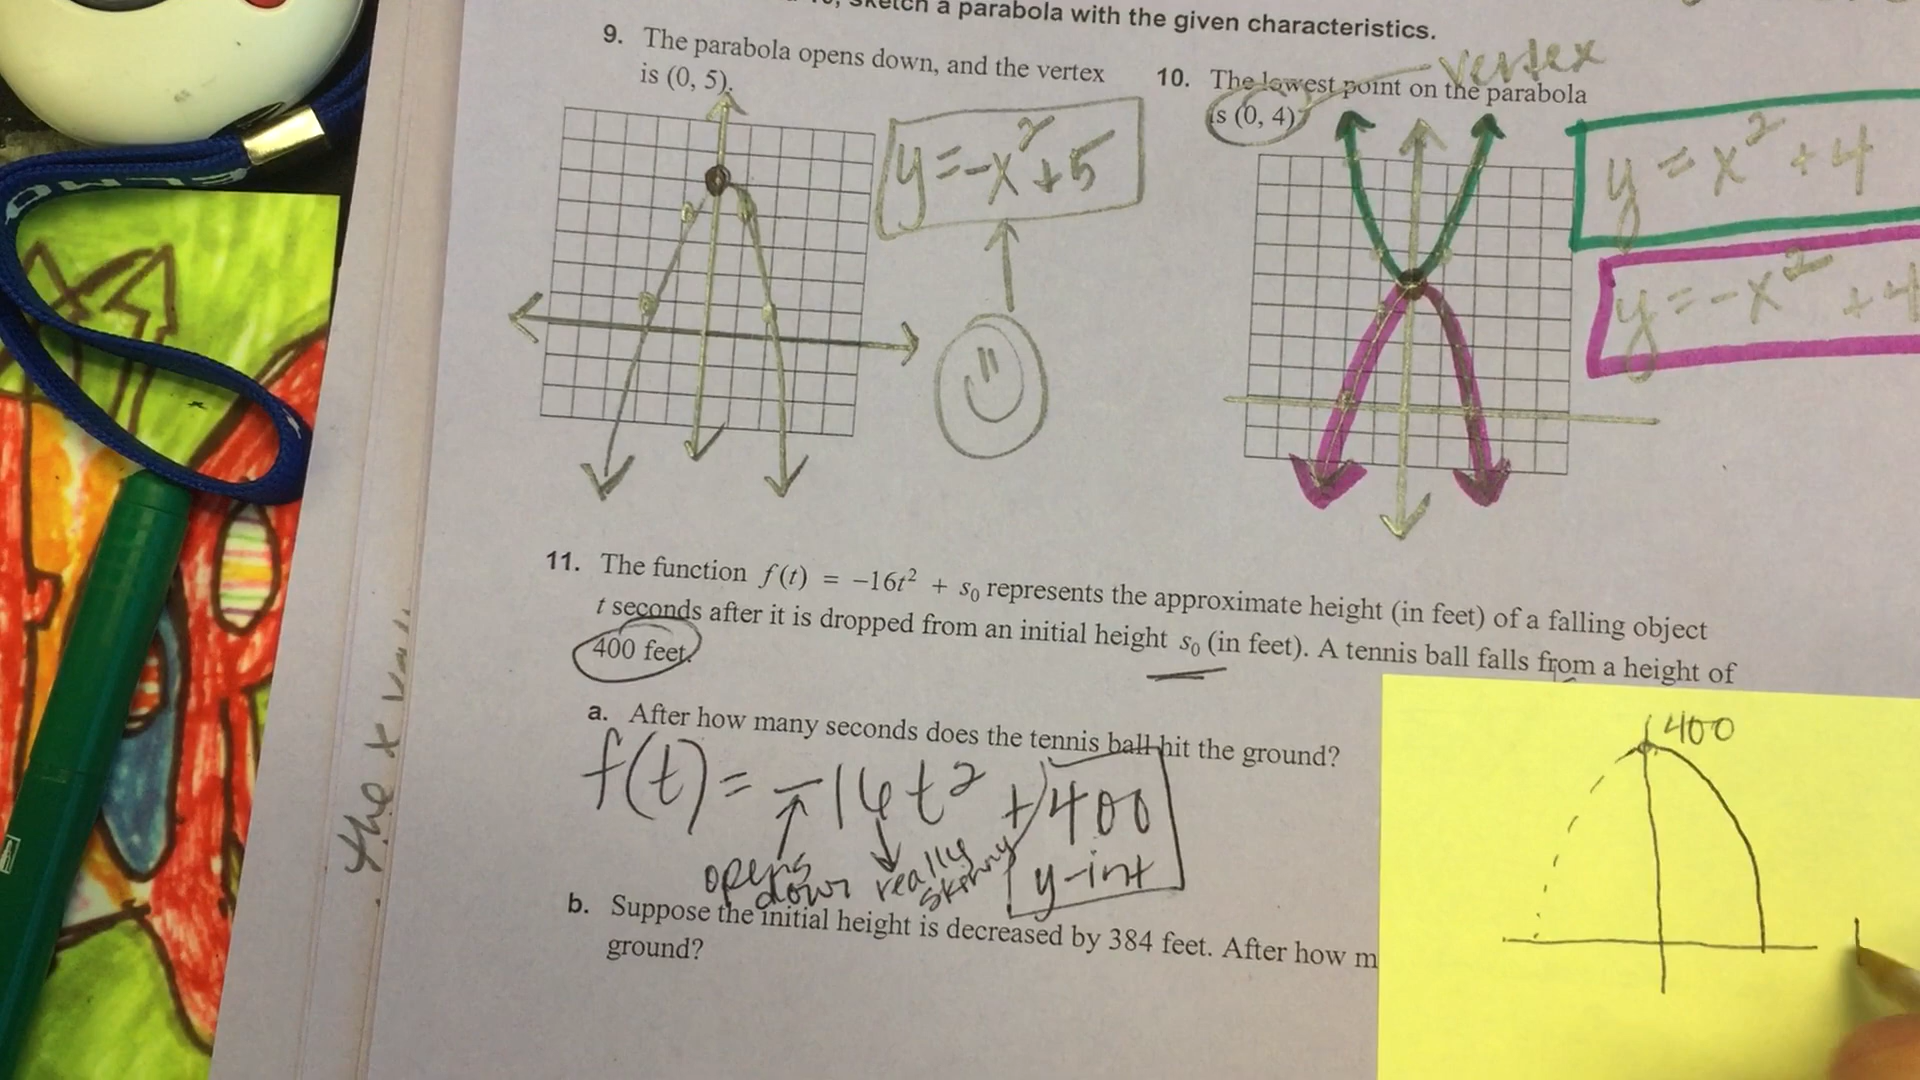 sketch a parabola with the given characteristics.
9. The parabola opens down, and the vertex
is (0, 5).
y = -x² + 5
10. The lowest point on the parabola
is (0, 4)
vertex
y = x² + 4
y = -x² + 4
11. The function f(t) = −16t² + s₀ represents the approximate height (in feet) of a falling object
t seconds after it is dropped from an initial height s₀ (in feet). A tennis ball falls from a height of
400 feet.
a. After how many seconds does the tennis ball hit the ground?
f(t) = -16t² + 400
opens
down
really
skinny
y-int
b. Suppose the initial height is decreased by 384 feet. After how m
ground?
400
the x